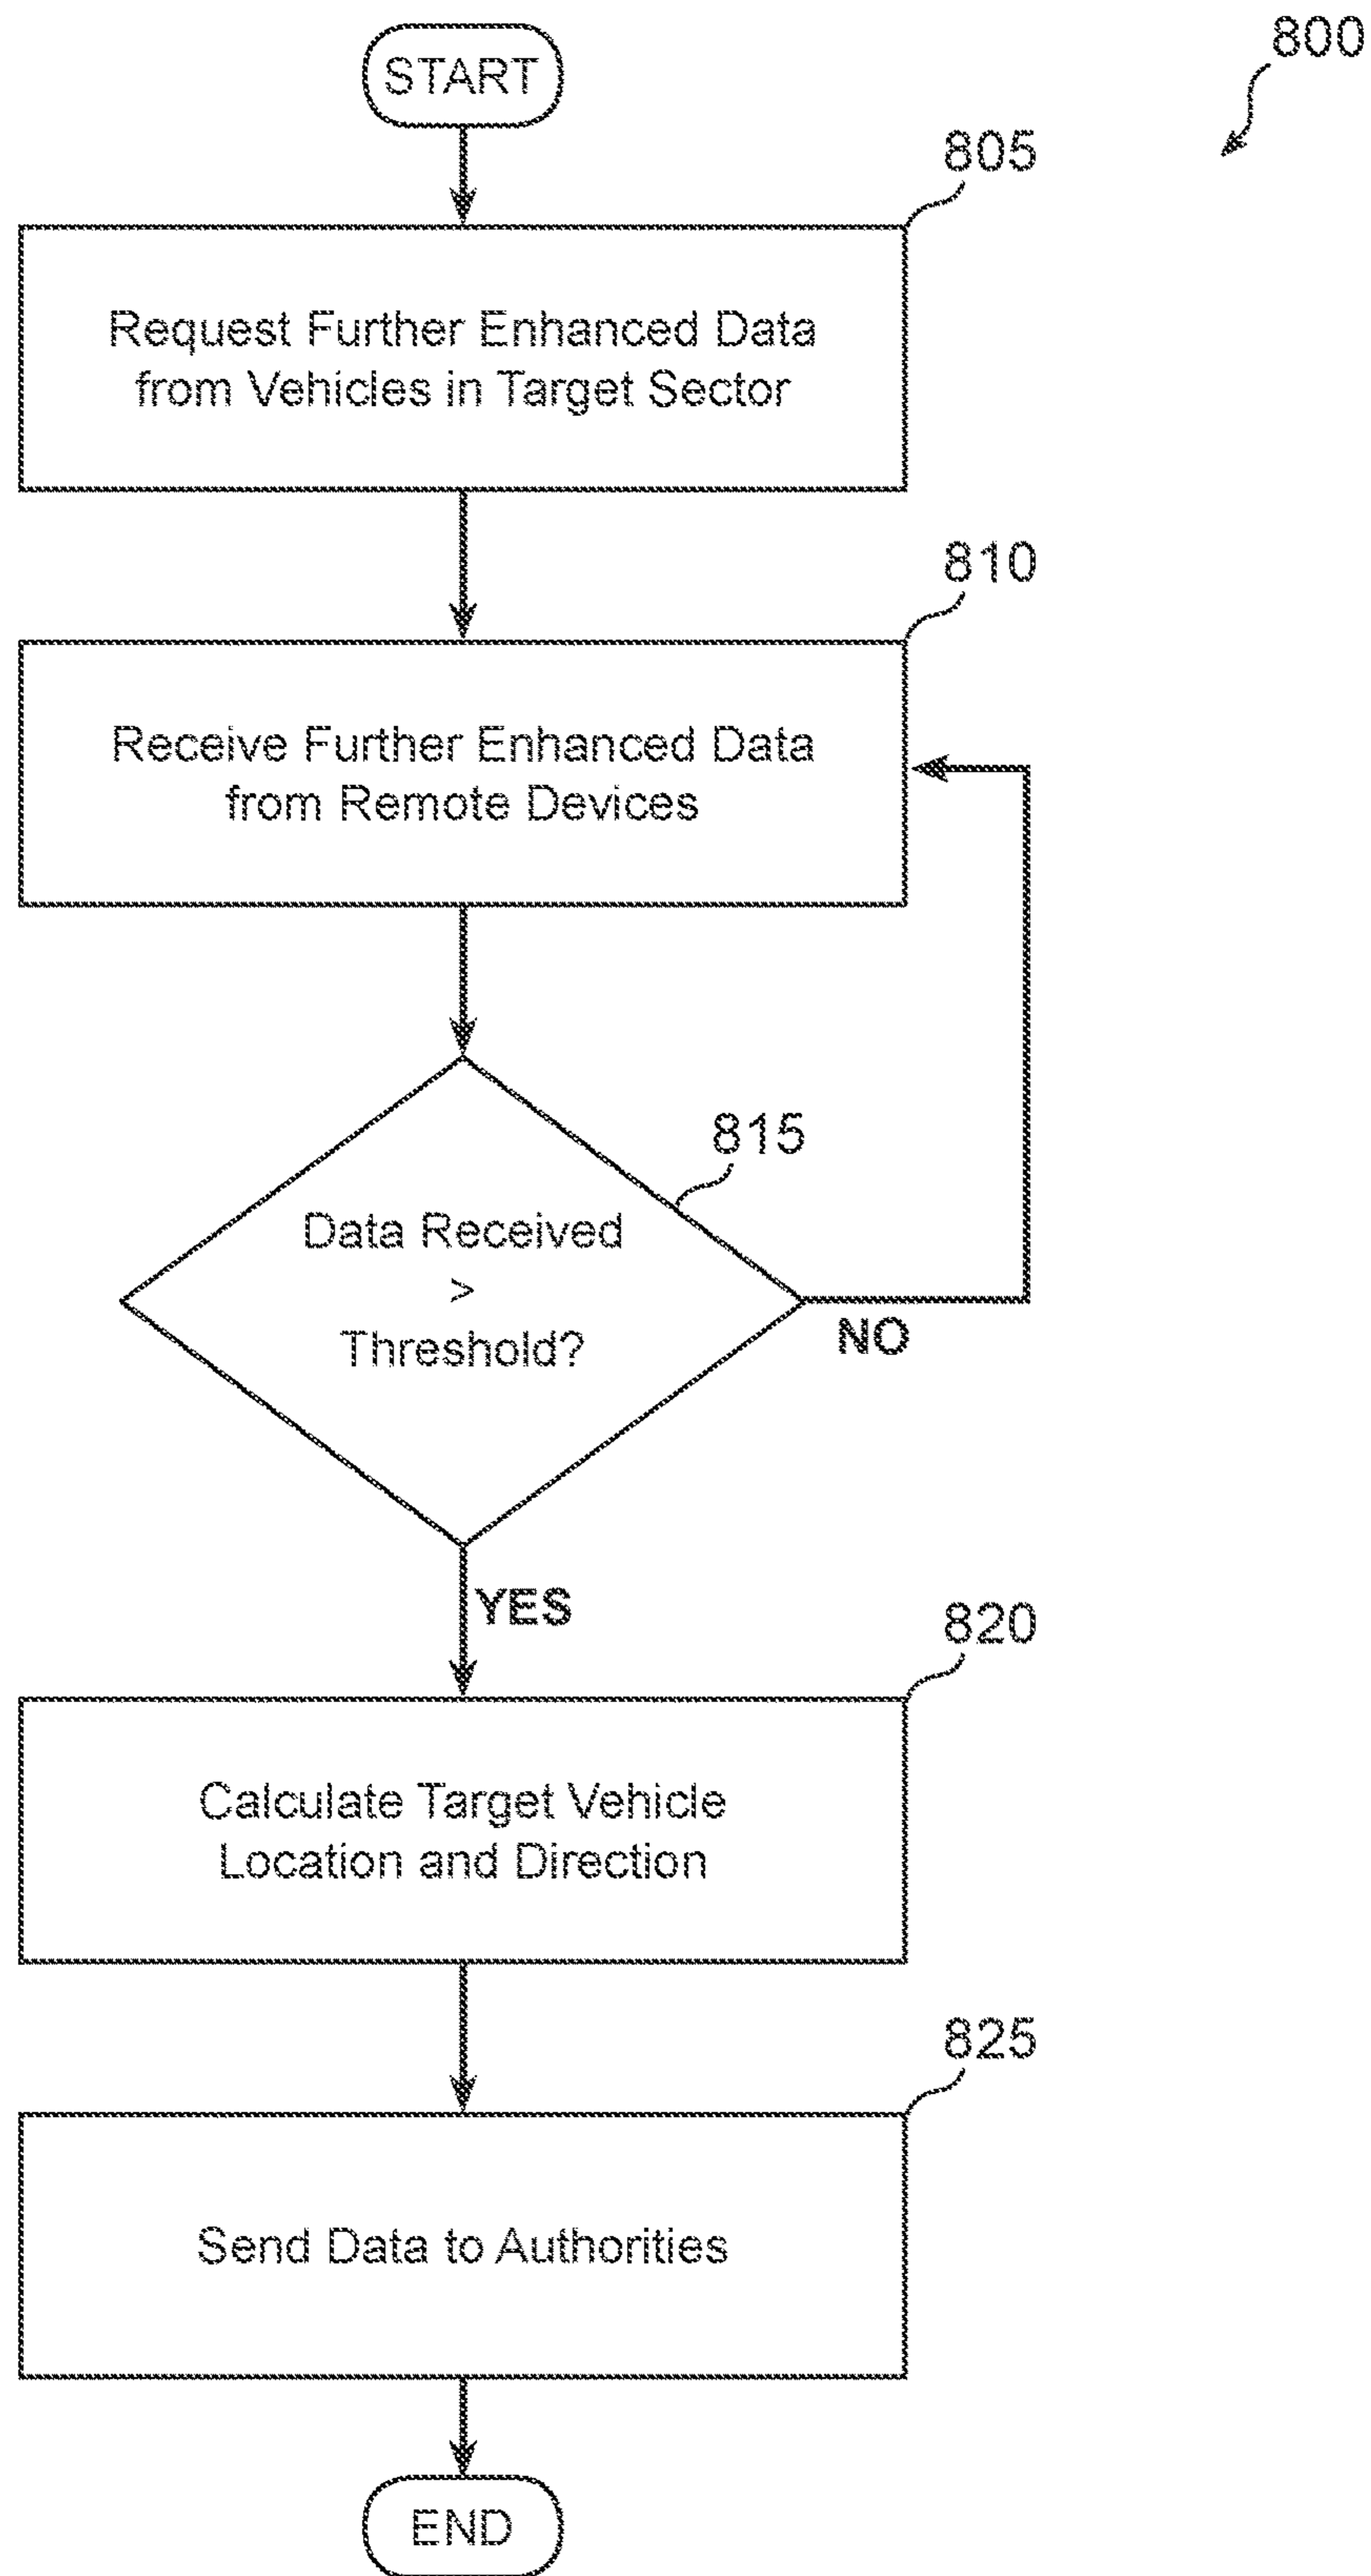 800
START
805
Request Further Enhanced Data
from Vehicles in Target Sector
810
Receive Further Enhanced Data
from Remote Devices
815
Data Received
>
Threshold?
NO
YES
820
Calculate Target Vehicle
Location and Direction
825
Send Data to Authorities
END